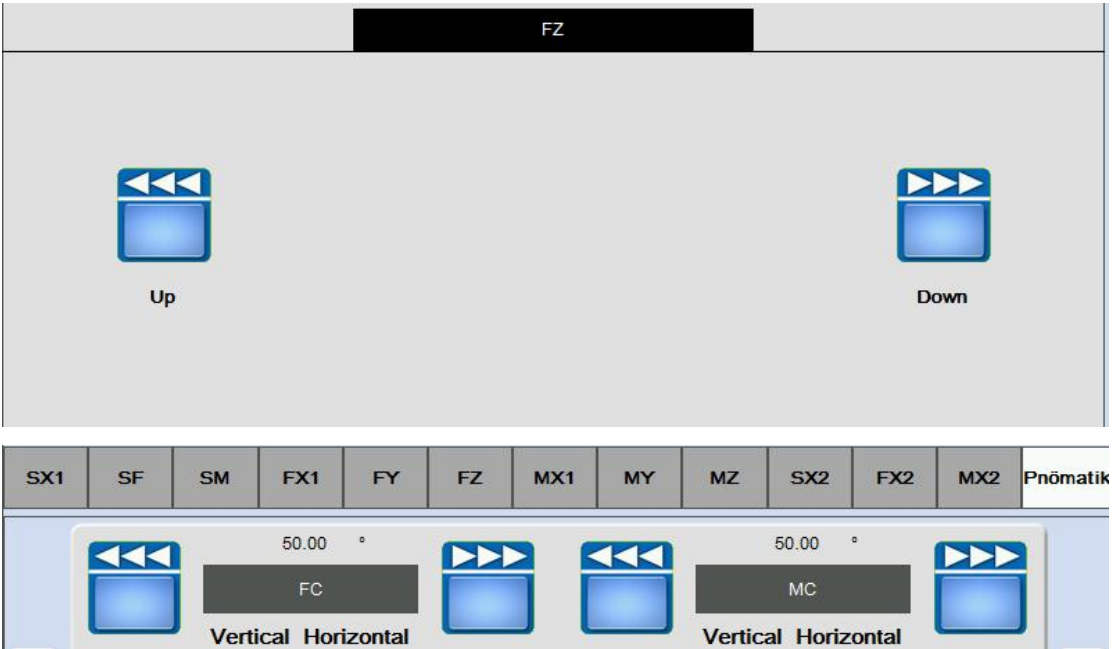 FZ
Up Down
SX1 SF SM FX1 FY FZ MX1 MY MZ SX2 FX2 MX2 Pnömatik
50.00 ° 50.00 °
FC MC
Vertical Horizontal Vertical Horizontal